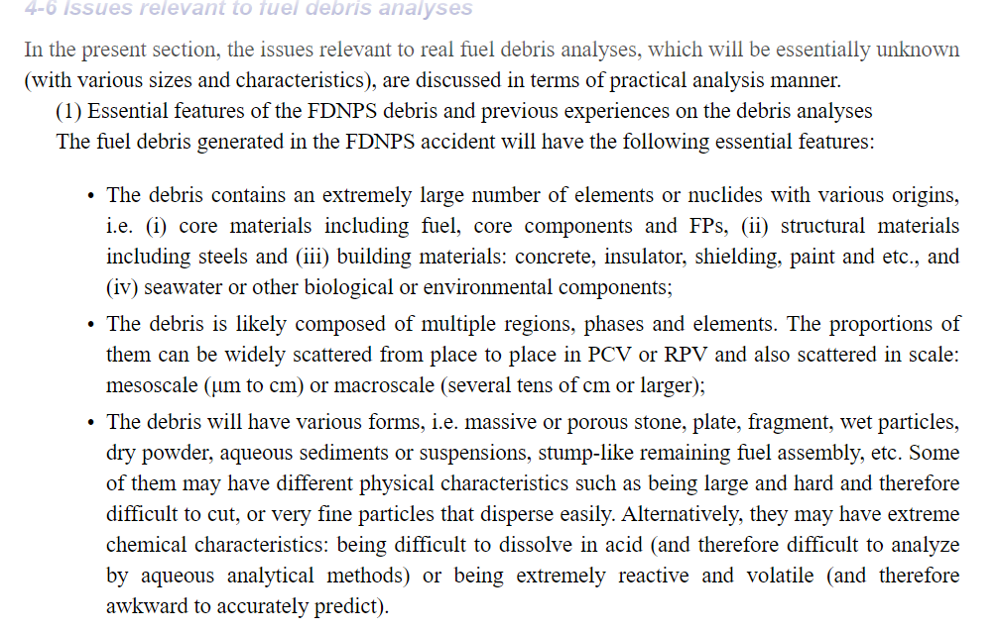 4-6 Issues relevant to fuel debris analyses
In the present section, the issues relevant to real fuel debris analyses, which will be essentially unknown
(with various sizes and characteristics), are discussed in terms of practical analysis manner.
(1) Essential features of the FDNPS debris and previous experiences on the debris analyses
The fuel debris generated in the FDNPS accident will have the following essential features:
• The debris contains an extremely large number of elements or nuclides with various origins,
i.e. (i) core materials including fuel, core components and FPs, (ii) structural materials
including steels and (iii) building materials: concrete, insulator, shielding, paint and etc., and
(iv) seawater or other biological or environmental components;
• The debris is likely composed of multiple regions, phases and elements. The proportions of
them can be widely scattered from place to place in PCV or RPV and also scattered in scale:
mesoscale (μm to cm) or macroscale (several tens of cm or larger);
• The debris will have various forms, i.e. massive or porous stone, plate, fragment, wet particles,
dry powder, aqueous sediments or suspensions, stump-like remaining fuel assembly, etc. Some
of them may have different physical characteristics such as being large and hard and therefore
difficult to cut, or very fine particles that disperse easily. Alternatively, they may have extreme
chemical characteristics: being difficult to dissolve in acid (and therefore difficult to analyze
by aqueous analytical methods) or being extremely reactive and volatile (and therefore
awkward to accurately predict).